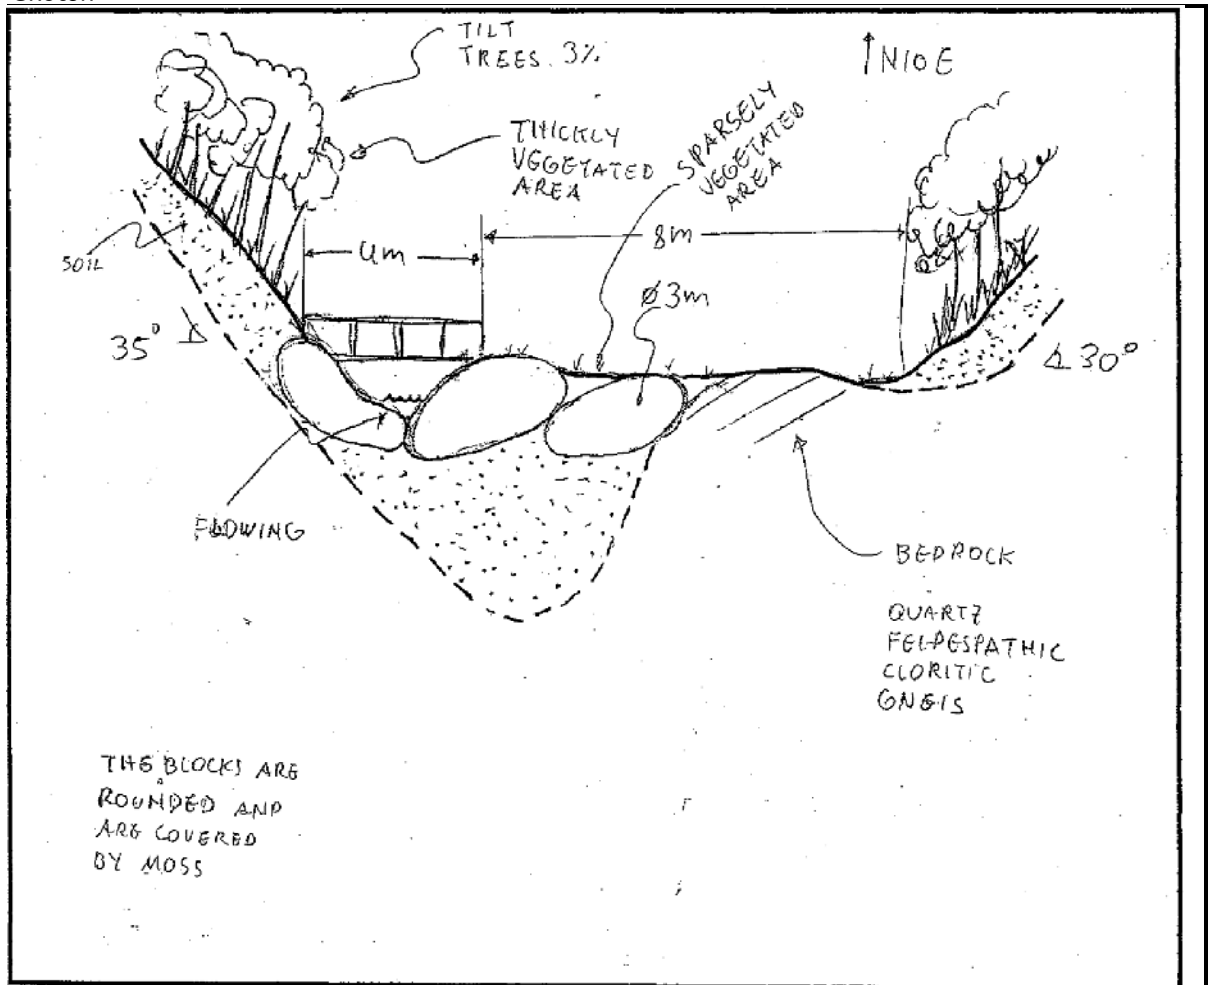 TILT
TREES. 3%
N10E
THICKLY
VEGETATED
AREA
SPARSELY
VEGETATED
AREA
SOIL
4m
8m
ø3m
35°
30°
FLOWING
BEDROCK
QUARTZ
FELDESPATHIC
CLORITIC
GNEIS
THE BLOCKS ARE
ROUNDED AND
ARE COVERED
BY MOSS